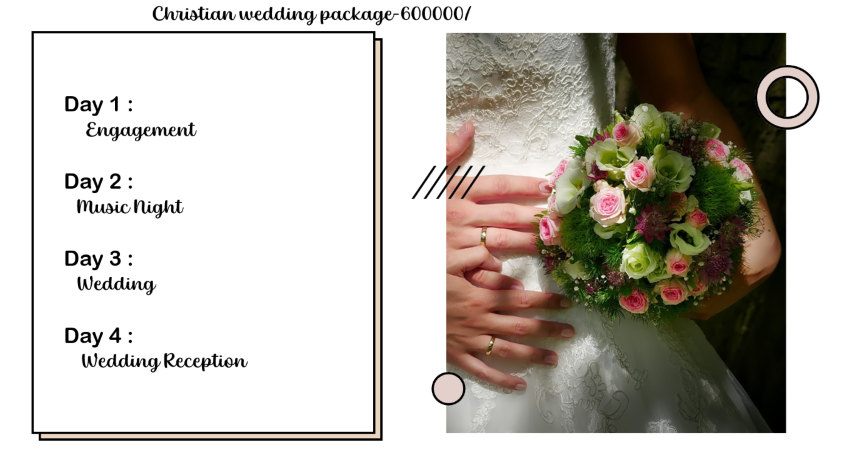 Christian wedding package-600000/
Day 1 :
Engagement
Day 2 :
Music Night
Day 3 :
Wedding
Day 4 :
Wedding Reception